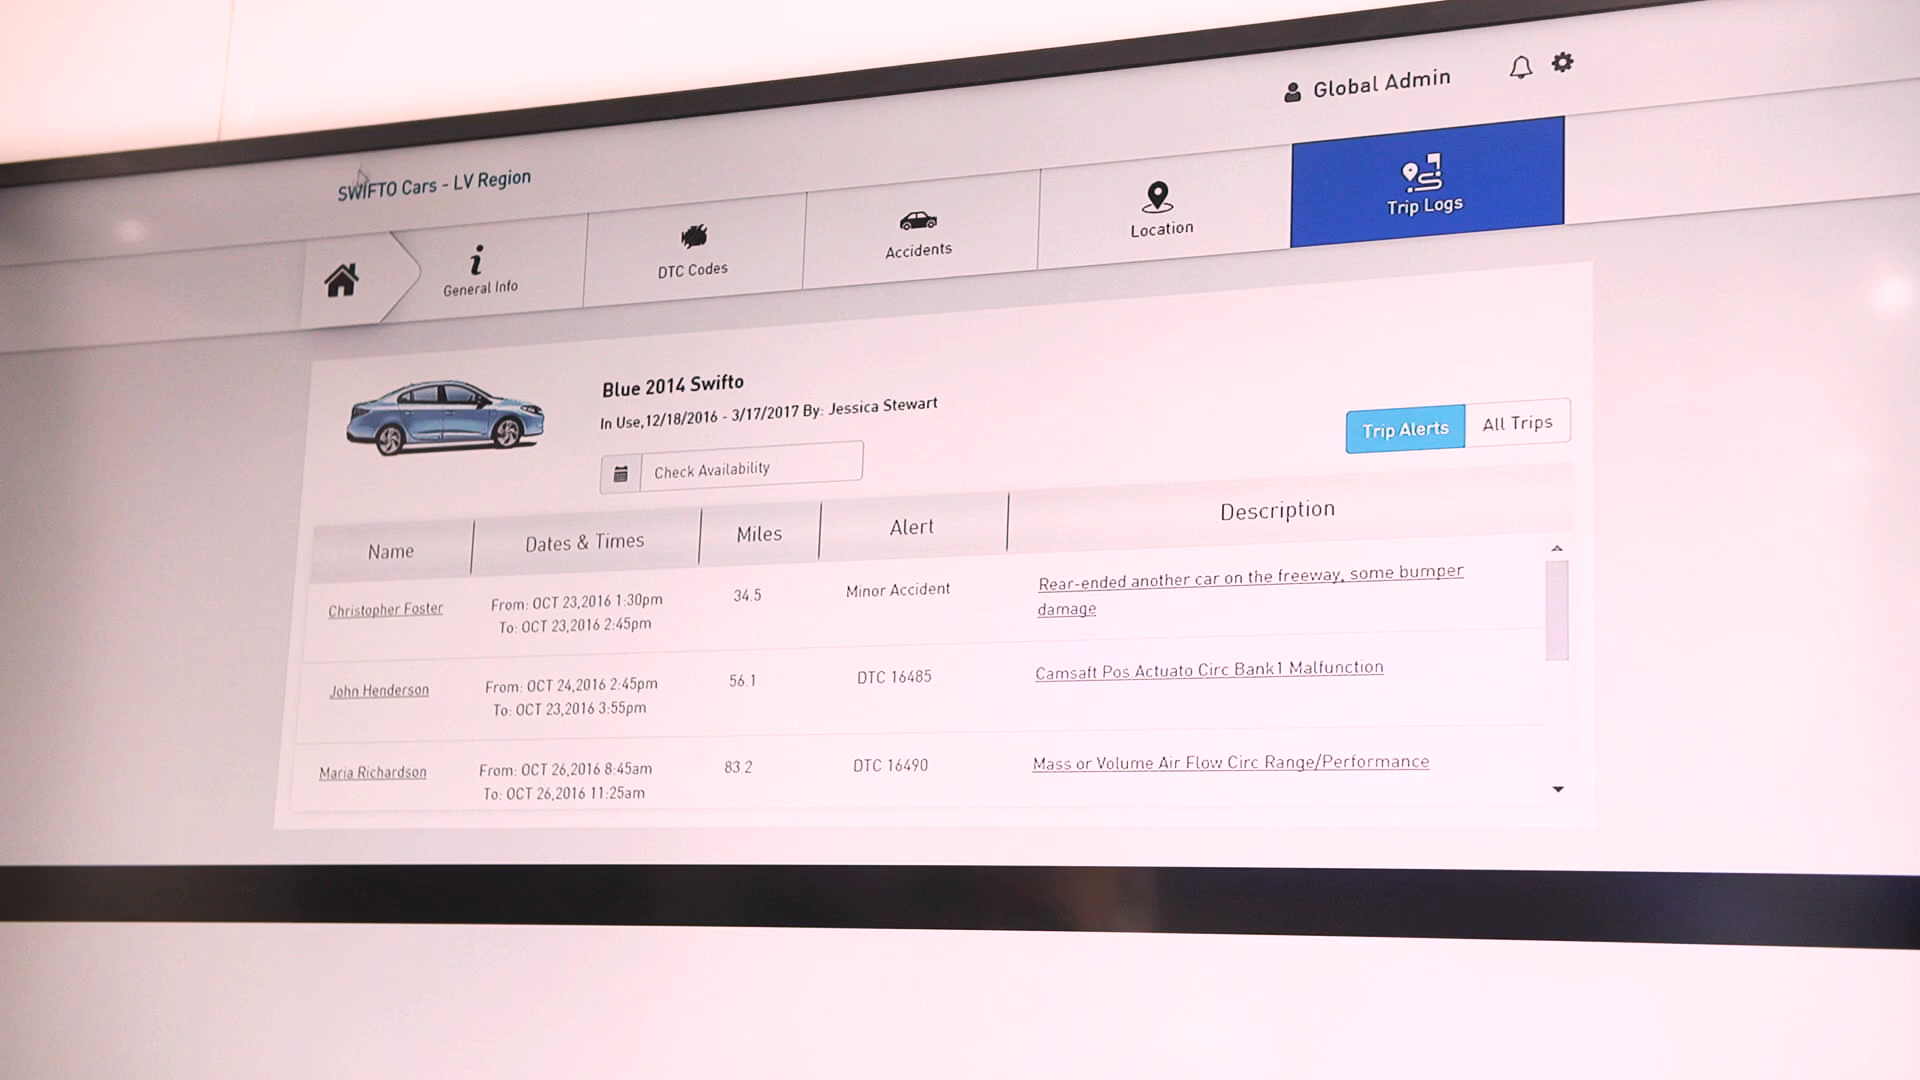 Global Admin
SWIFTO Cars - LV Region
General Info
DTC Codes
Accidents
Location
Trip Logs
Blue 2014 Swifto
In Use,12/18/2016 - 3/17/2017 By: Jessica Stewart
Check Availability
Trip Alerts
All Trips
Name Dates & Times Miles Alert Description
Christopher Foster From: OCT 23,2016 1:30pm 34.5 Minor Accident Rear-ended another car on the freeway, some bumper
To: OCT 23,2016 2:45pm damage
John Henderson From: OCT 24,2016 2:45pm 56.1 DTC 16485 Camsaft Pos Actuato Circ Bank1 Malfunction
To: OCT 23,2016 3:55pm
Maria Richardson From: OCT 26,2016 8:45am 83.2 DTC 16490 Mass or Volume Air Flow Circ Range/Performance
To: OCT 26,2016 11:25am